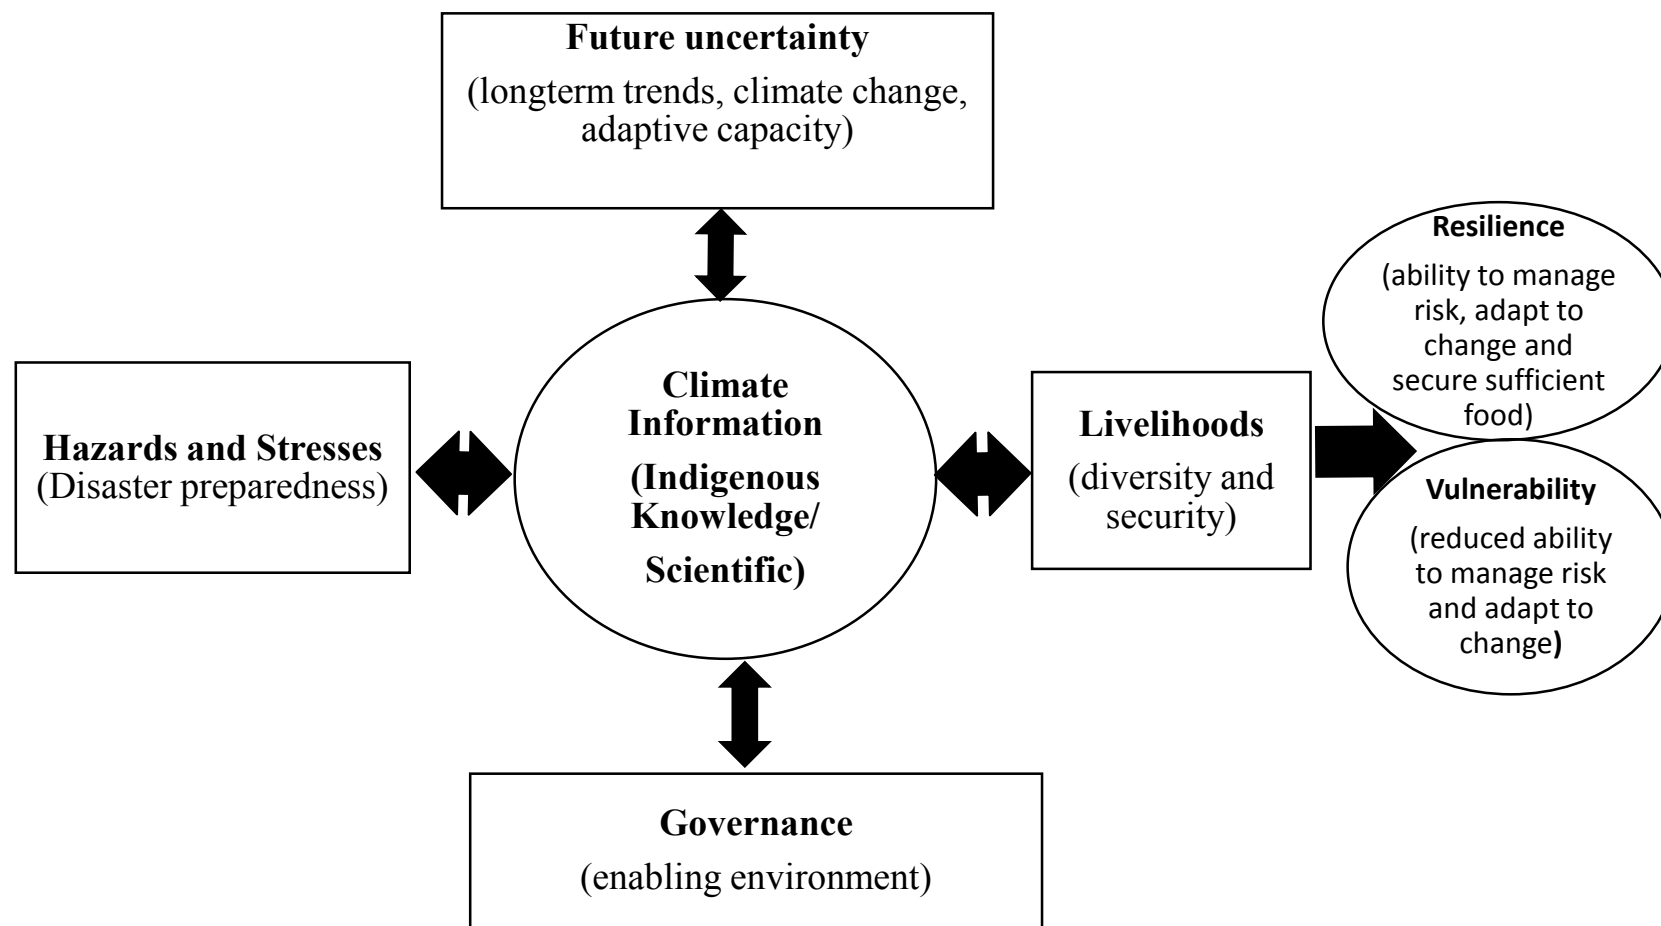 Future uncertainty
(longterm trends, climate change,
adaptive capacity)
Resilience
(ability to manage
risk, adapt to
change and
secure sufficient
food)
Climate
Information
(Indigenous
Knowledge/
Scientific)
Hazards and Stresses
(Disaster preparedness)
Livelihoods
(diversity and
security)
Vulnerability
(reduced ability
to manage risk
and adapt to
change)
Governance
(enabling environment)